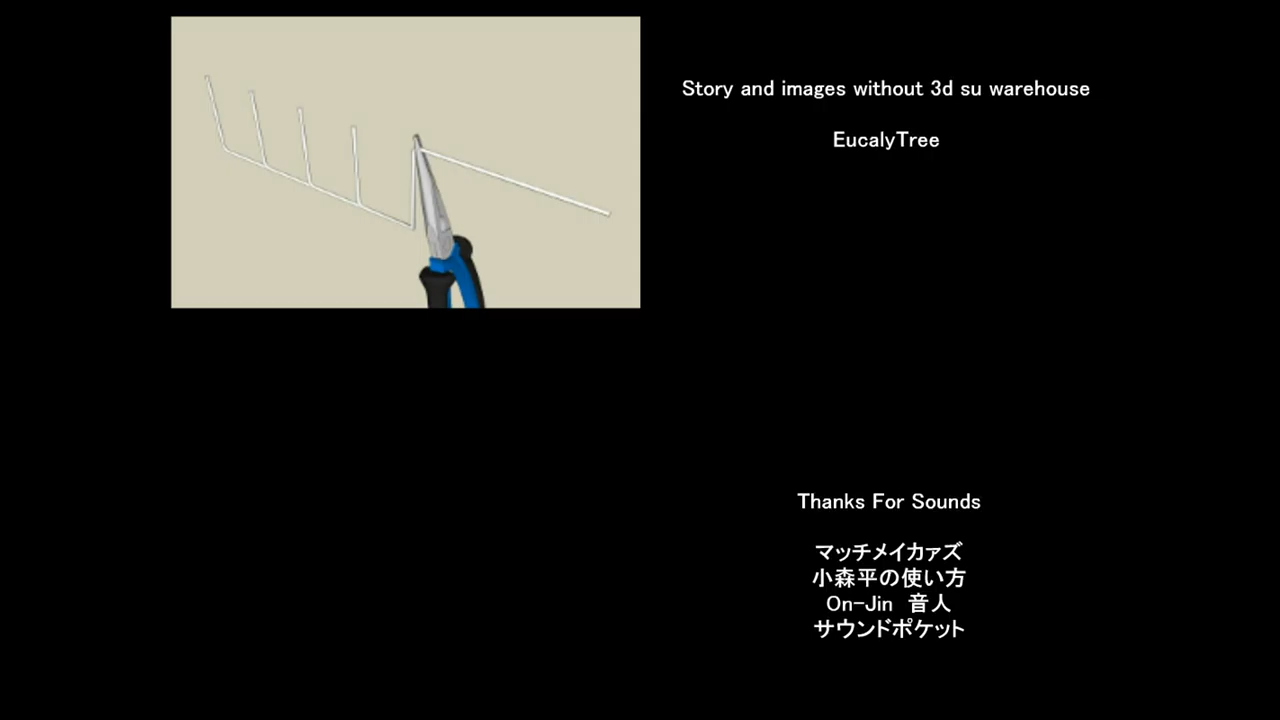 Story and images without 3d su warehouse
EucalyTree
Thanks For Sounds
マッチメイカァズ
小森平の使い方
On-Jin 音人
サウンドポケット